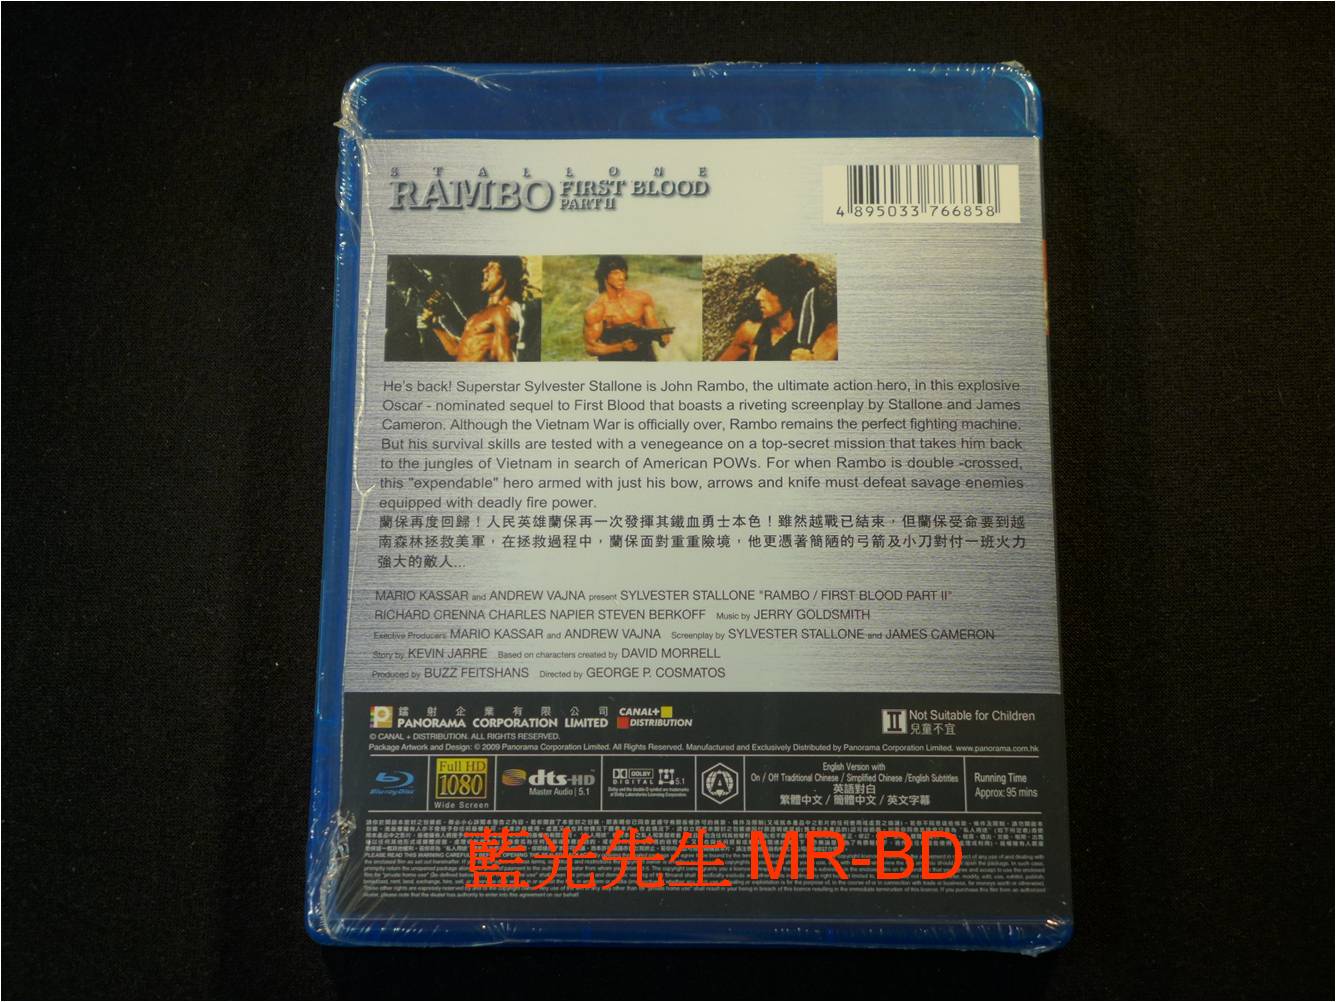 STALLONE
RAMBO FIRST BLOOD
PART II
4 895033 766858
He's back! Superstar Sylvester Stallone is John Rambo, the ultimate action hero, in this explosive
Oscar - nominated sequel to First Blood that boasts a riveting screenplay by Stallone and James
Cameron. Although the Vietnam War is officially over, Rambo remains the perfect fighting machine.
But his survival skills are tested with a venegeance on a top-secret mission that takes him back
to the jungles of Vietnam in search of American POWs. For when Rambo is double -crossed,
this "expendable" hero armed with just his bow, arrows and knife must defeat savage enemies
equipped with deadly fire power.
蘭保再度回歸！人民英雄蘭保再一次發揮其鐵血勇士本色！雖然越戰已結束，但蘭保受命要到越
南森林拯救美軍，在拯救過程中，蘭保面對重重險境，他更憑著簡陋的弓箭及小刀對付一班火力
強大的敵人...
MARIO KASSAR and ANDREW VAJNA present SYLVESTER STALLONE "RAMBO / FIRST BLOOD PART II"
RICHARD CRENNA CHARLES NAPIER STEVEN BERKOFF Music by JERRY GOLDSMITH
Executive Producers MARIO KASSAR and ANDREW VAJNA Screenplay by SYLVESTER STALLONE and JAMES CAMERON
Story by KEVIN JARRE Based on characters created by DAVID MORRELL
Produced by BUZZ FEITSHANS Directed by GEORGE P. COSMATOS
鐳射企業有限公司
PANORAMA CORPORATION LIMITED
CANAL+
DISTRIBUTION
II Not Suitable for Children
兒童不宜
© CANAL + DISTRIBUTION. ALL RIGHTS RESERVED.
Package Artwork and Design: © 2009 Panorama Corporation Limited. All Rights Reserved. Manufactured and Exclusively Distributed by Panorama Corporation Limited. www.panorama.com.hk
Blu-ray Disc
Full HD
1080
Wide Screen
dts-HD
Master Audio | 5.1
DOLBY
DIGITAL 5.1
A
English Version with
On / Off Traditional Chinese / Simplified Chinese /English Subtitles
英語對白
繁體中文 / 簡體中文 / 英文字幕
Running Time
Approx: 95 mins
藍光先生 MR-BD